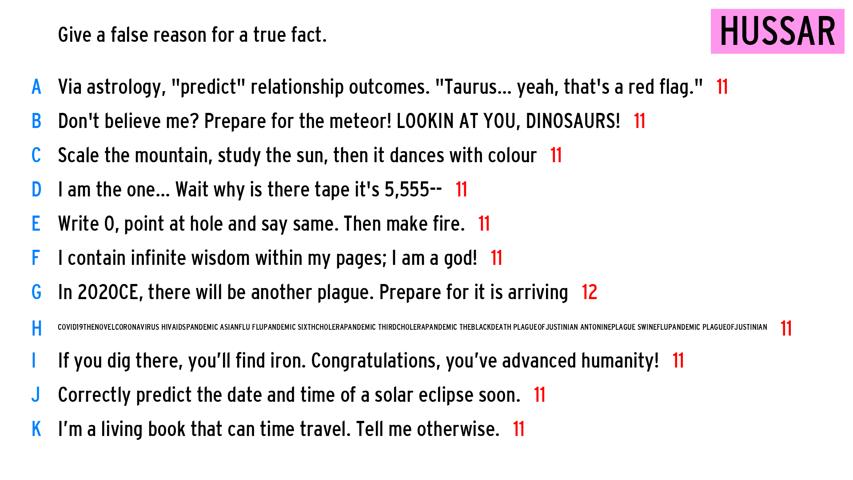 Give a false reason for a true fact.
HUSSAR
A Via astrology, "predict" relationship outcomes. "Taurus... yeah, that's a red flag." 11
B Don't believe me? Prepare for the meteor! LOOKIN AT YOU, DINOSAURS! 11
C Scale the mountain, study the sun, then it dances with colour 11
D I am the one... Wait why is there tape it's 5,555-- 11
E Write 0, point at hole and say same. Then make fire. 11
F I contain infinite wisdom within my pages; I am a god! 11
G In 2020CE, there will be another plague. Prepare for it is arriving 12
H COVID19THENOVELCORONAVIRUS HIVAIDSPANDEMIC ASIANFLU FLUPANDEMIC SIXTHCHOLERAPANDEMIC THIRDCHOLERAPANDEMIC THEBLACKDEATH PLAGUEOFJUSTINIAN ANTONINEPLAGUE SWINEFLUPANDEMIC PLAGUEOFJUSTINIAN 11
I If you dig there, you’ll find iron. Congratulations, you’ve advanced humanity! 11
J Correctly predict the date and time of a solar eclipse soon. 11
K I’m a living book that can time travel. Tell me otherwise. 11